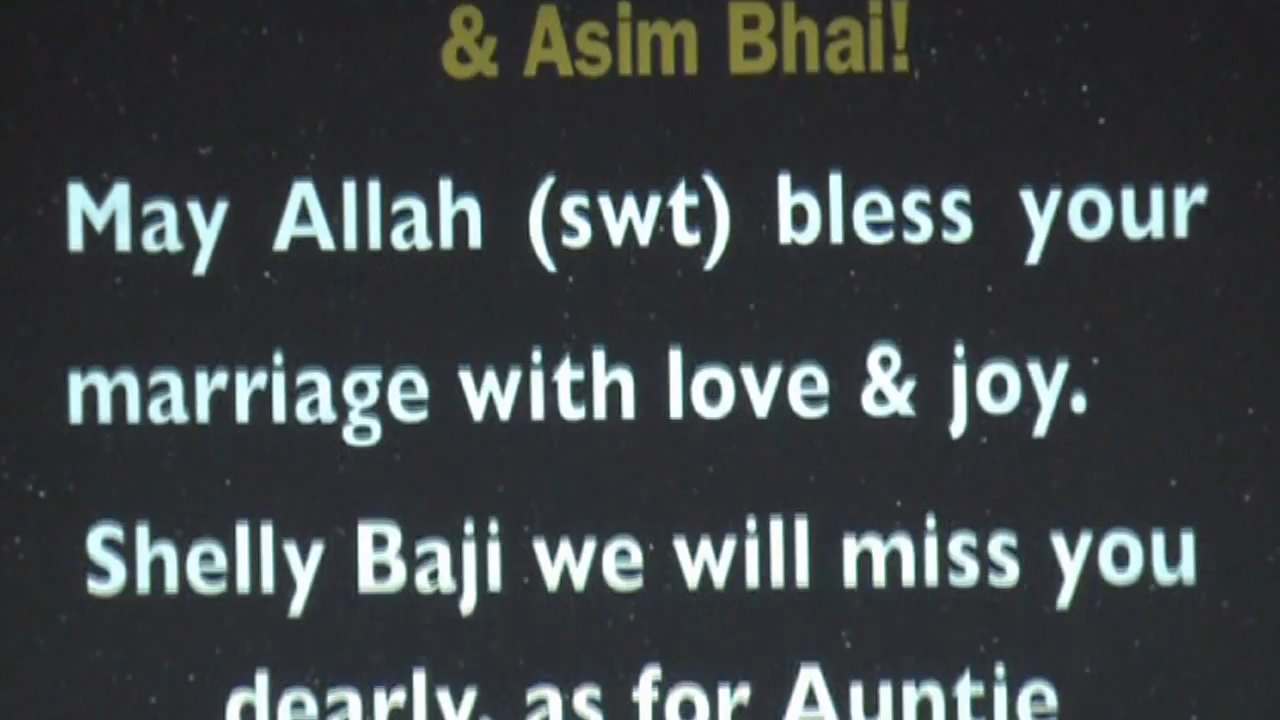 & Asim Bhai!
May Allah (swt) bless your
marriage with love & joy.
Shelly Baji we will miss you
dearly, as for Auntie